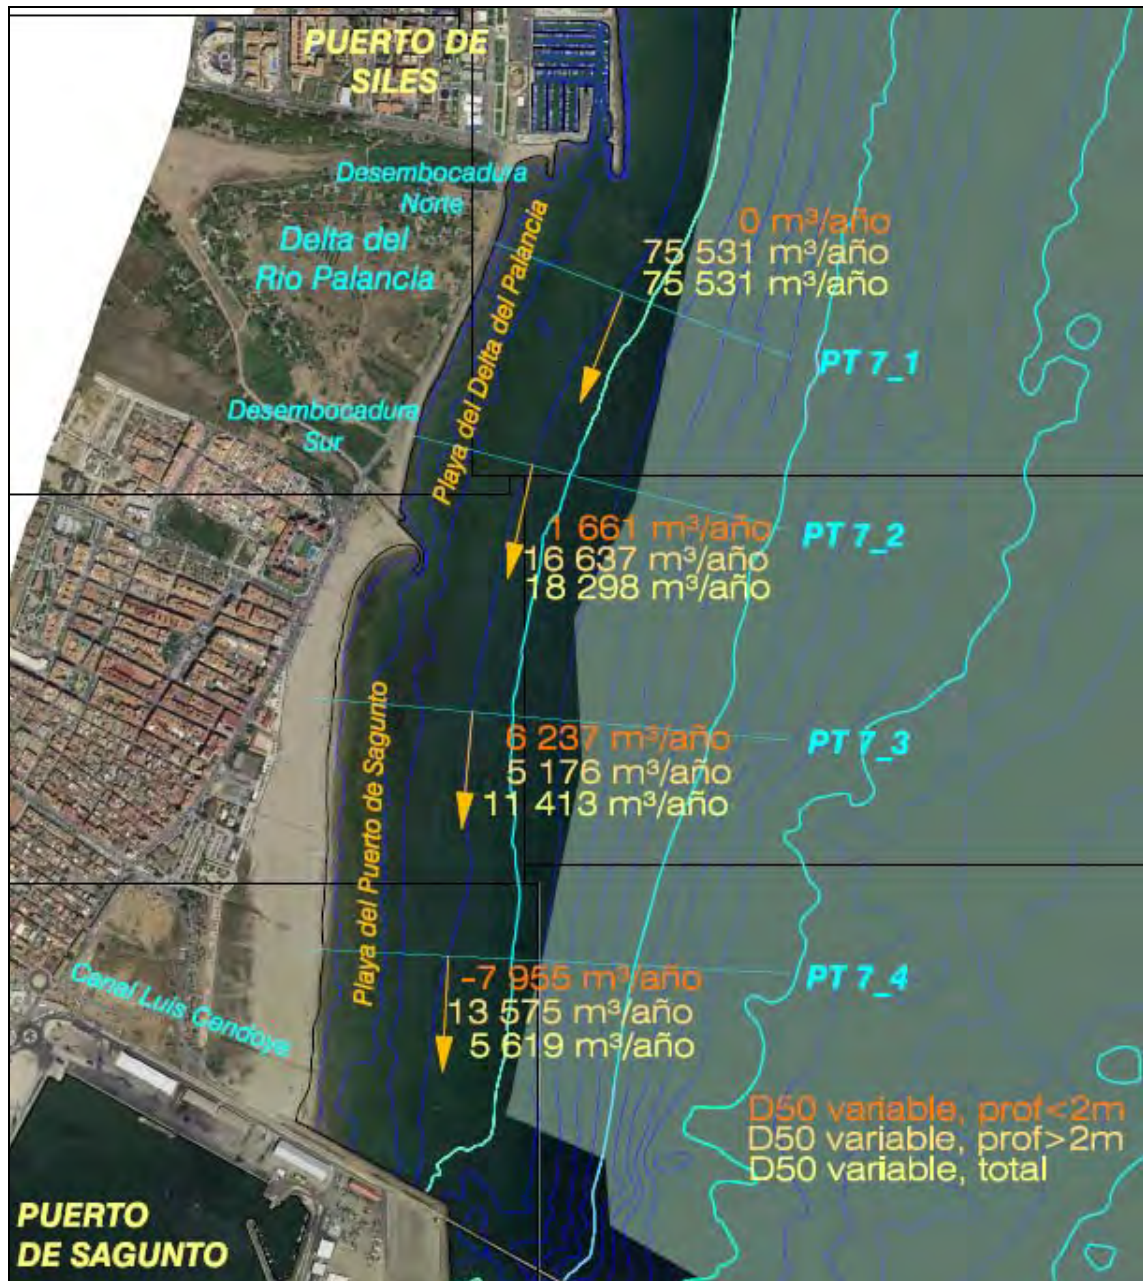 PUERTO DE
SILES
Desembocadura
Norte
Delta del
Rio Palancia
Playa del Delta del Palancia
0 m³/año
75 531 m³/año
75 531 m³/año
PT 7_1
Desembocadura
Sur
1 661 m³/año
16 637 m³/año
18 298 m³/año
PT 7_2
Playa del Puerto de Sagunto
6 237 m³/año
5 176 m³/año
11 413 m³/año
PT 7_3
-7 955 m³/año
13 575 m³/año
5 619 m³/año
PT 7_4
Canal Luis Cendoya
D50 variable, prof<2m
D50 variable, prof>2m
D50 variable, total
PUERTO
DE SAGUNTO